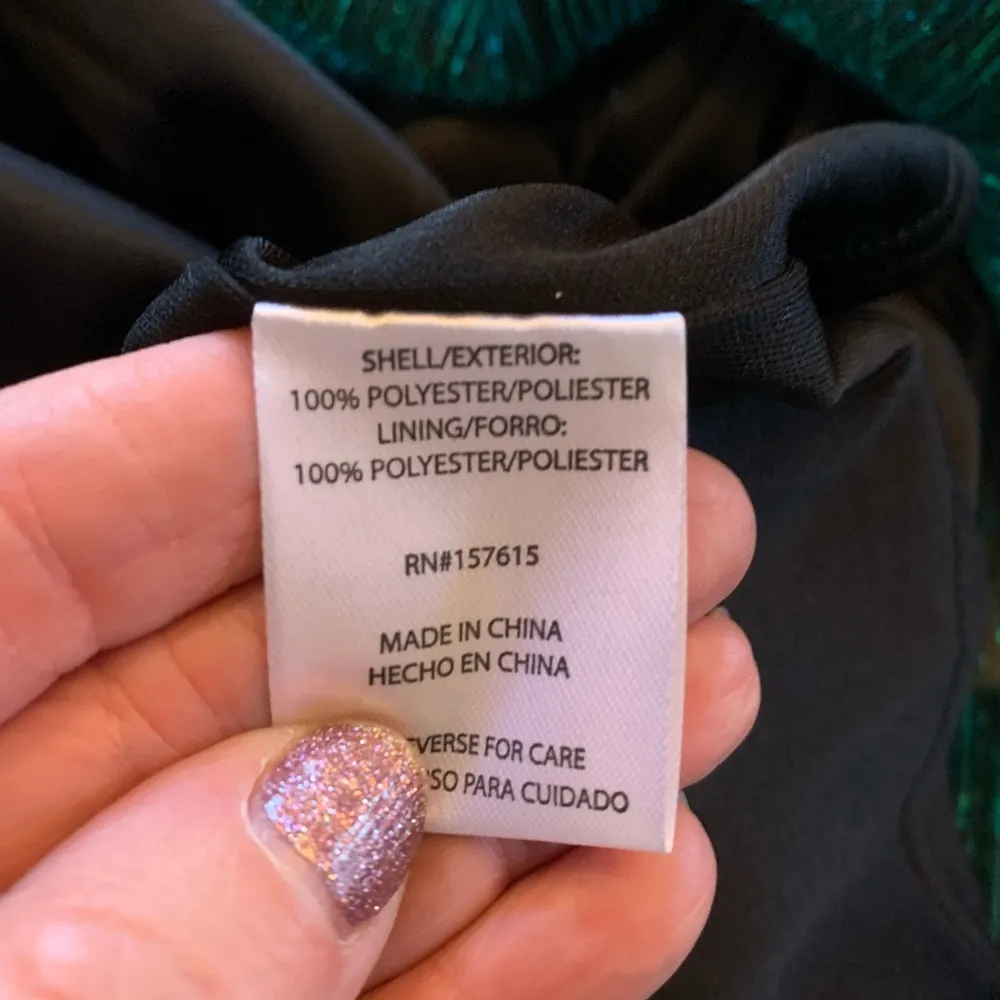 SHELL/EXTERIOR:
100% POLYESTER/POLIESTER
LINING/FORRO:
100% POLYESTER/POLIESTER
RN#157615
MADE IN CHINA
HECHO EN CHINA
FOR CARE
PARA CUIDADO